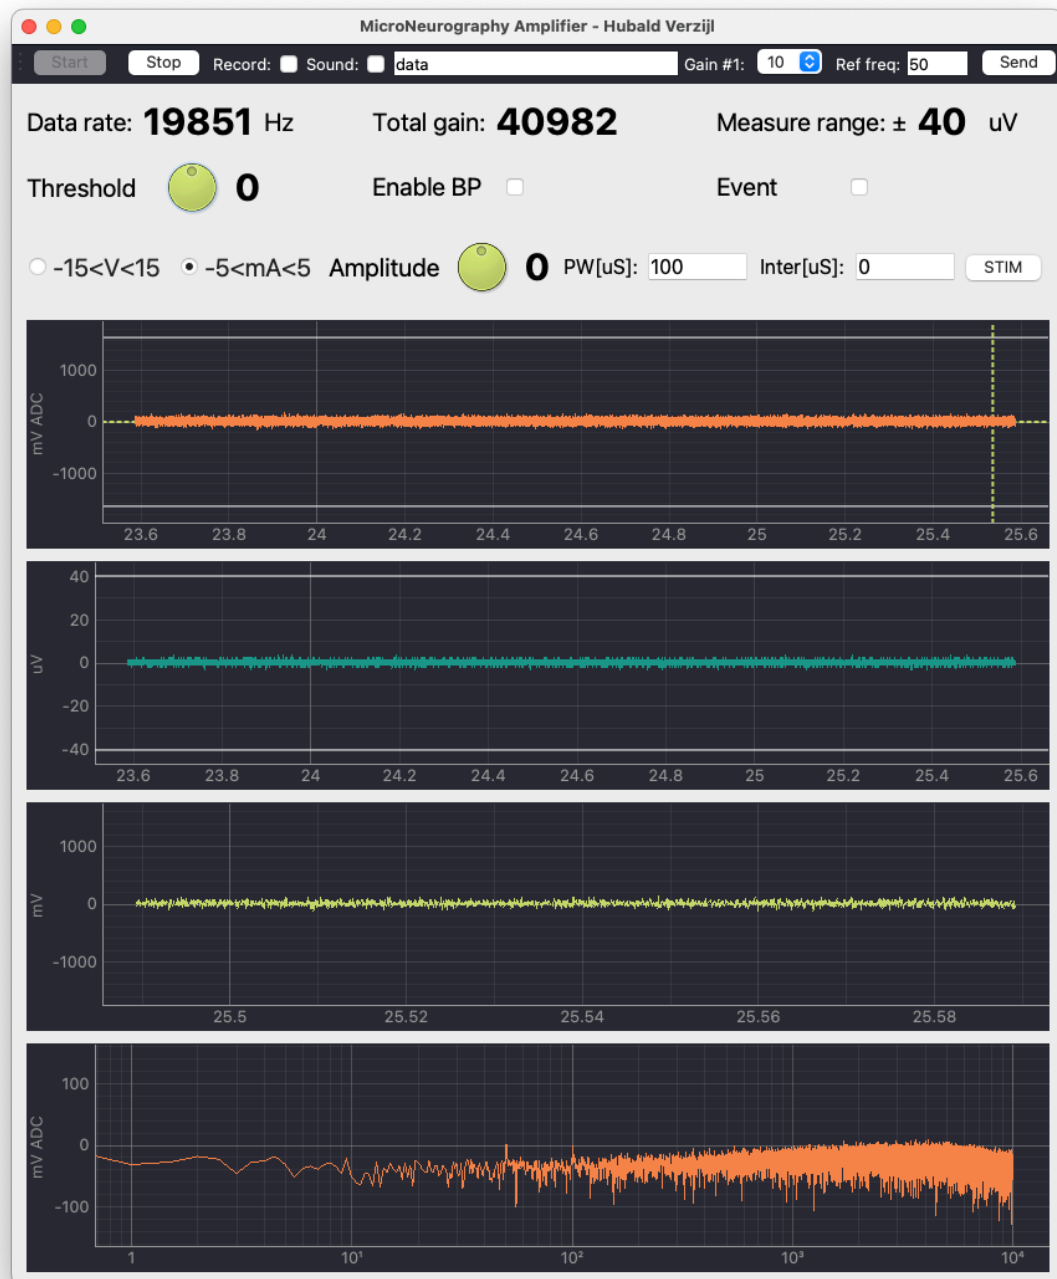 MicroNeurography Amplifier - Hubald Verzijl
Start Stop Record: Sound: data Gain #1: 10 Ref freq: 50 Send
Data rate: 19851 Hz Total gain: 40982 Measure range: ± 40 uV
Threshold 0 Enable BP Event
-15<V<15 -5<mA<5 Amplitude 0 PW[uS]: 100 Inter[uS]: 0 STIM
mV ADC
1000
0
-1000
23.6 23.8 24 24.2 24.4 24.6 24.8 25 25.2 25.4 25.6
uV
40
20
0
-20
-40
23.6 23.8 24 24.2 24.4 24.6 24.8 25 25.2 25.4 25.6
mV
1000
0
-1000
25.5 25.52 25.54 25.56 25.58
mV ADC
100
0
-100
1 10¹ 10² 10³ 10⁴